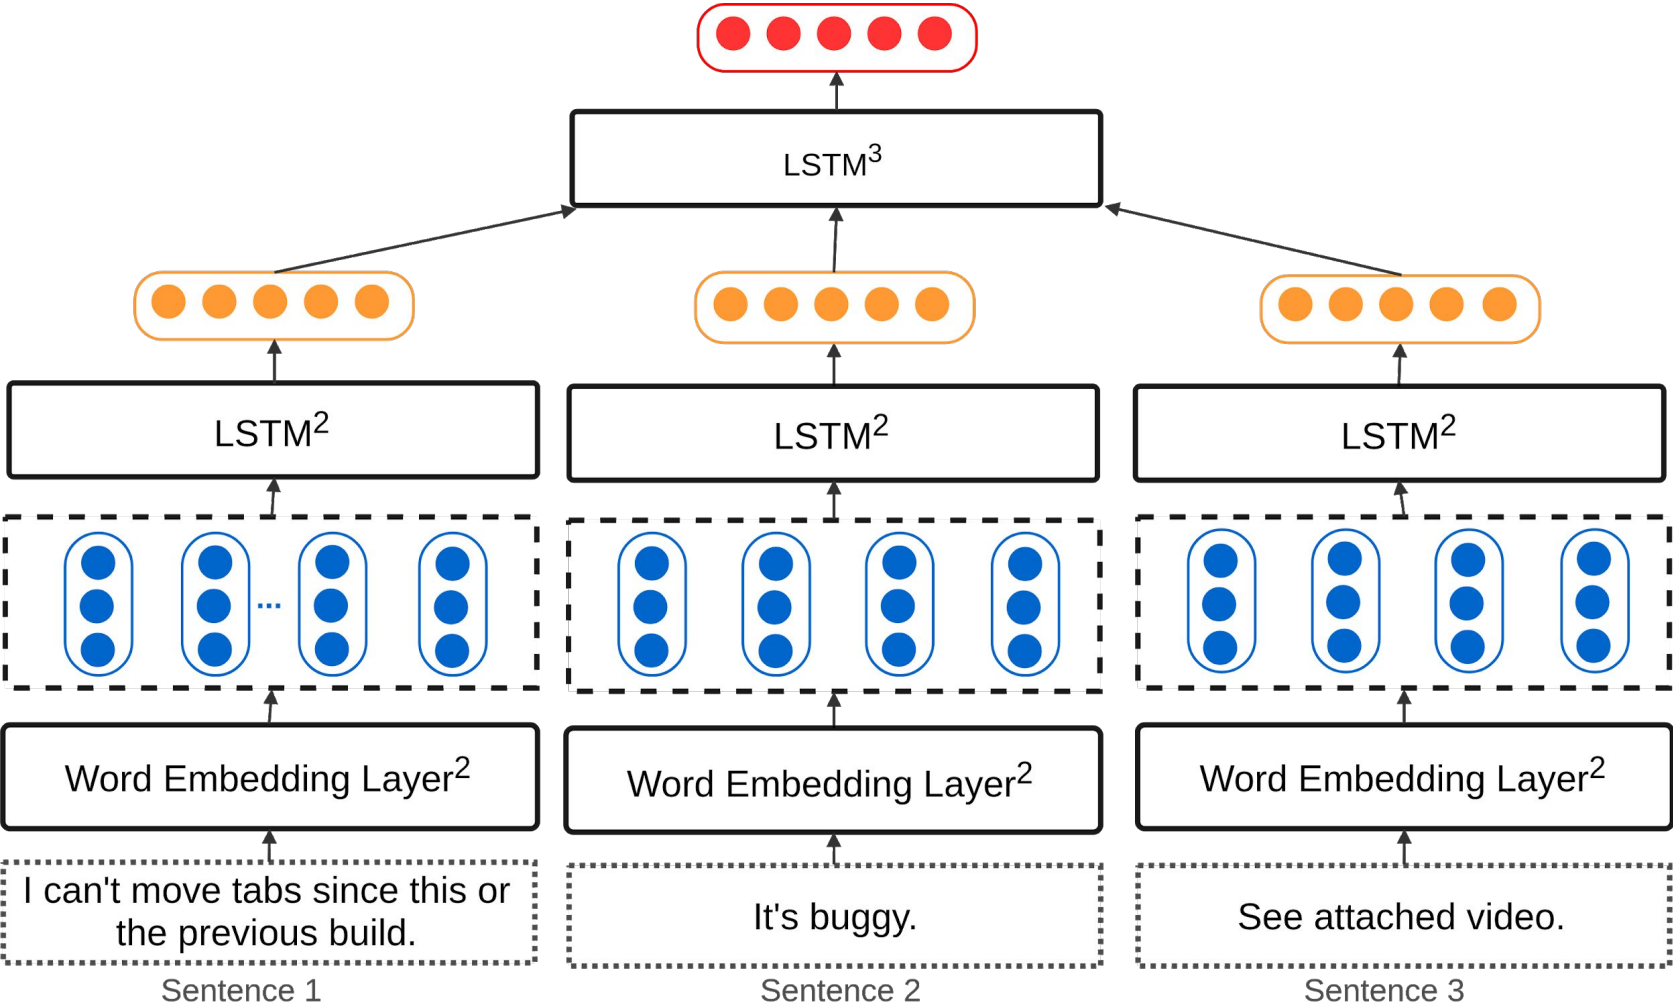 LSTM³
LSTM²
LSTM²
LSTM²
...
Word Embedding Layer²
Word Embedding Layer²
Word Embedding Layer²
I can't move tabs since this or
the previous build.
It's buggy.
See attached video.
Sentence 1
Sentence 2
Sentence 3